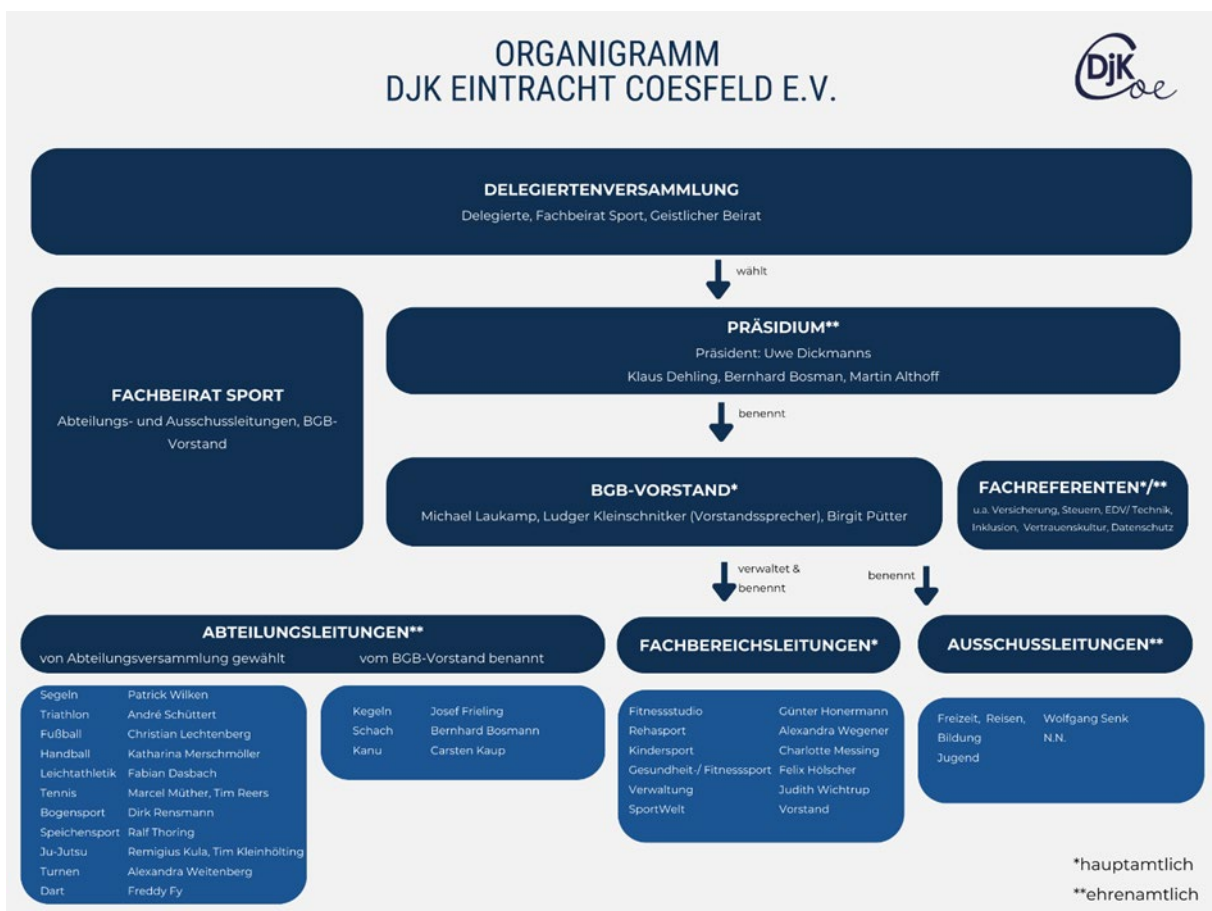 ORGANIGRAMM
DJK EINTRACHT COESFELD E.V.
DjK
Coe
DELEGIERTENVERSAMMLUNG
Delegierte, Fachbeirat Sport, Geistlicher Beirat
wählt
FACHBEIRAT SPORT
Abteilungs- und Ausschussleitungen, BGB-
Vorstand
PRÄSIDIUM**
Präsident: Uwe Dickmanns
Klaus Dehling, Bernhard Bosman, Martin Althoff
benennt
BGB-VORSTAND*
Michael Laukamp, Ludger Kleinschnitker (Vorstandssprecher), Birgit Pütter
FACHREFERENTEN*/**
u.a. Versicherung, Steuern, EDV/ Technik,
Inklusion, Vertrauenskultur, Datenschutz
verwaltet &
benennt
benennt
ABTEILUNGSLEITUNGEN**
von Abteilungsversammlung gewählt
vom BGB-Vorstand benannt
Segeln Patrick Wilken
Triathlon André Schüttert
Fußball Christian Lechtenberg
Handball Katharina Merschmöller
Leichtathletik Fabian Dasbach
Tennis Marcel Müther, Tim Reers
Bogensport Dirk Rensmann
Speichensport Ralf Thoring
Ju-Jutsu Remigius Kula, Tim Kleinhölting
Turnen Alexandra Weitenberg
Dart Freddy Fy
Kegeln Josef Frieling
Schach Bernhard Bosmann
Kanu Carsten Kaup
FACHBEREICHSLEITUNGEN*
Fitnessstudio Günter Honermann
Rehasport Alexandra Wegener
Kindersport Charlotte Messing
Gesundheit-/ Fitnesssport Felix Hölscher
Verwaltung Judith Wichtrup
SportWelt Vorstand
AUSSCHUSSLEITUNGEN**
Freizeit, Reisen, Wolfgang Senk
Bildung N.N.
Jugend
*hauptamtlich
**ehrenamtlich